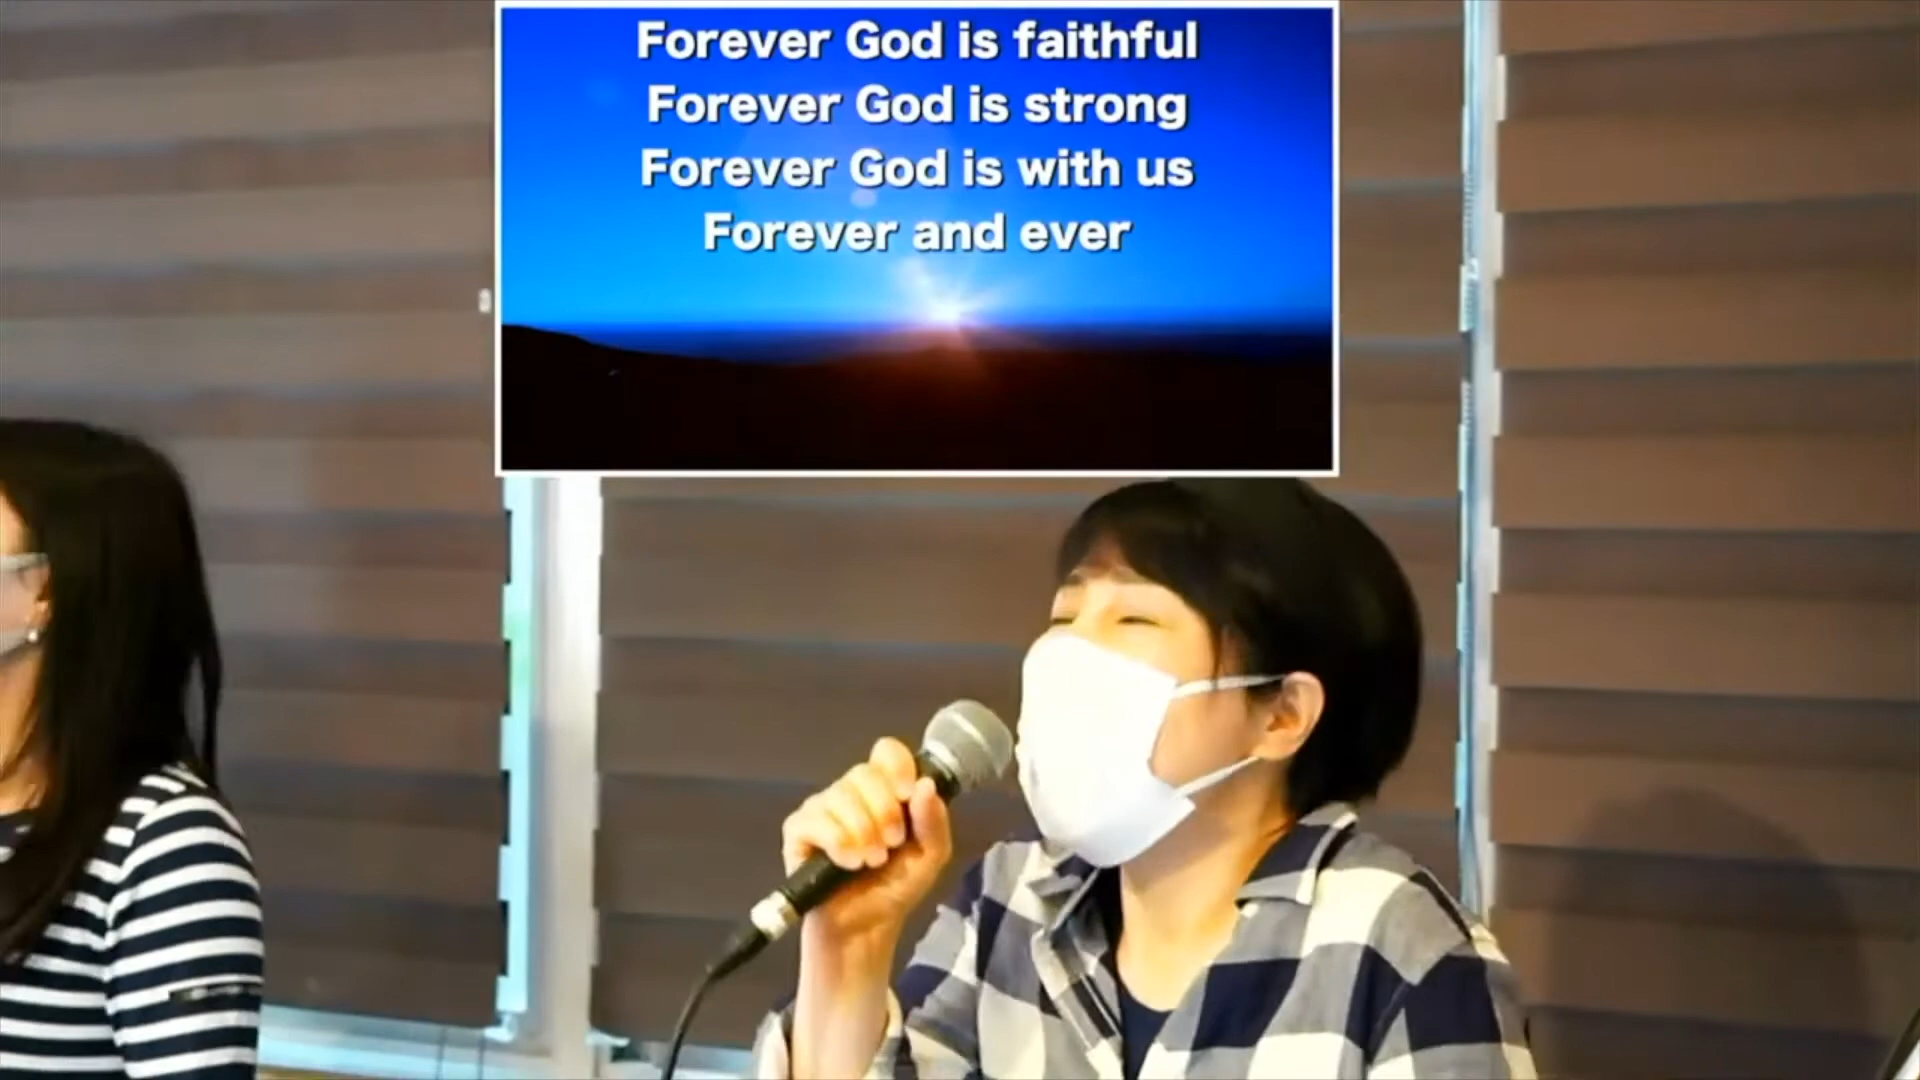 Forever God is faithful
Forever God is strong
Forever God is with us
Forever and ever